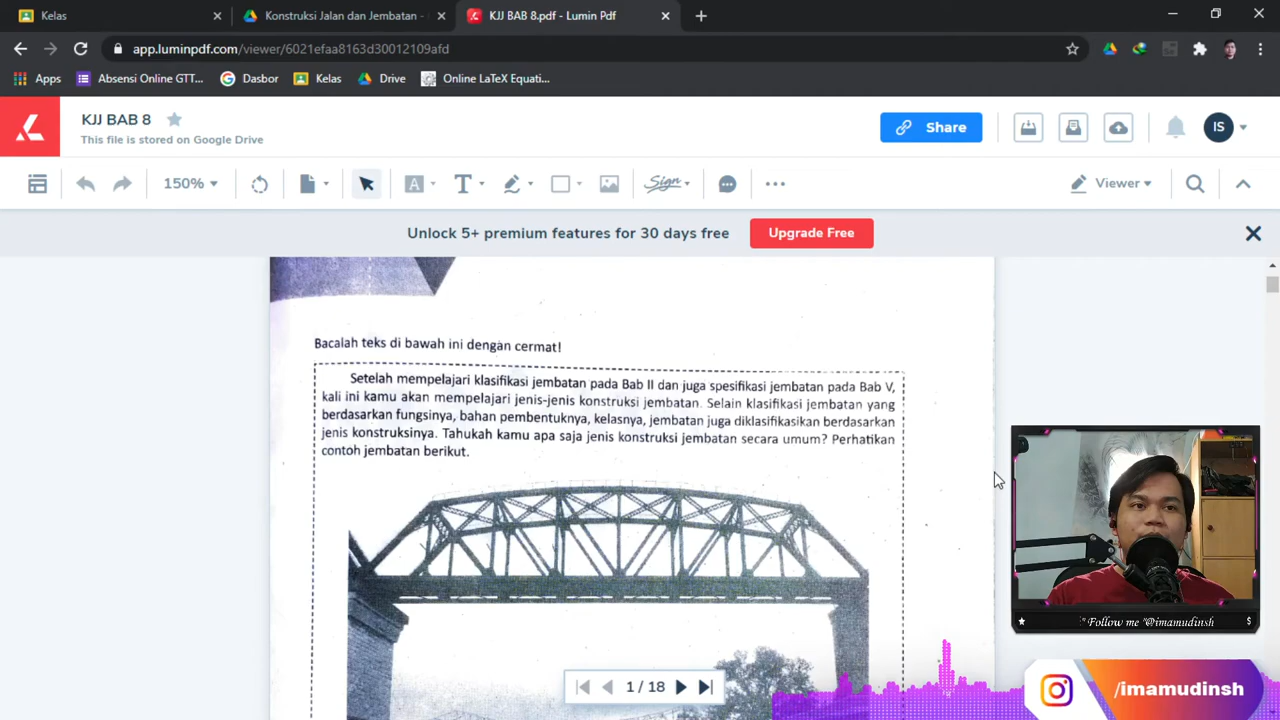 Kelas
Konstruksi Jalan dan Jembatan -
KJJ BAB 8.pdf - Lumin Pdf
app.luminpdf.com/viewer/6021efaa8163d30012109afd
Apps
Absensi Online GTT...
Dasbor
Kelas
Drive
Online LaTeX Equati...
KJJ BAB 8
This file is stored on Google Drive
Share
IS
150%
A
T
Sign
Viewer
Unlock 5+ premium features for 30 days free
Upgrade Free
Bacalah teks di bawah ini dengan cermat!
Setelah mempelajari klasifikasi jembatan pada Bab II dan juga spesifikasi jembatan pada Bab V,
kali ini kamu akan mempelajari jenis-jenis konstruksi jembatan. Selain klasifikasi jembatan yang
berdasarkan fungsinya, bahan pembentuknya, kelasnya, jembatan juga diklasifikasikan berdasarkan
jenis konstruksinya. Tahukah kamu apa saja jenis konstruksi jembatan secara umum? Perhatikan
contoh jembatan berikut.
1 / 18
"Follow me "@imamudinsh
$
/imamudinsh